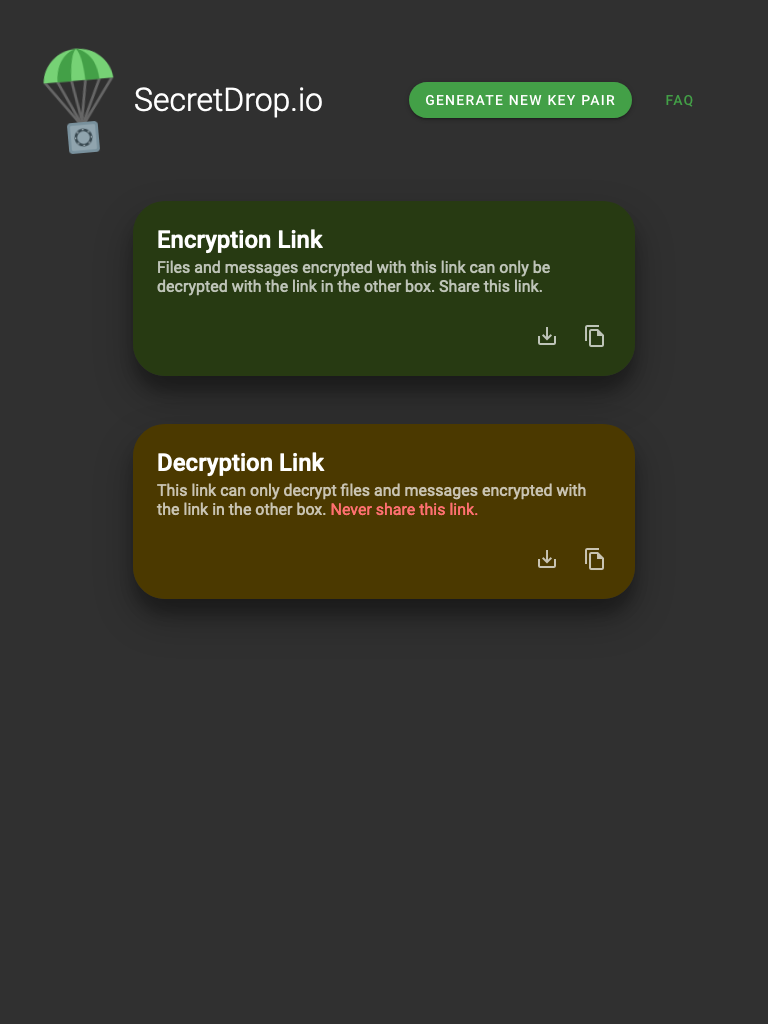 SecretDrop.io
GENERATE NEW KEY PAIR
FAQ
Encryption Link
Files and messages encrypted with this link can only be
decrypted with the link in the other box. Share this link.
Decryption Link
This link can only decrypt files and messages encrypted with
the link in the other box. Never share this link.